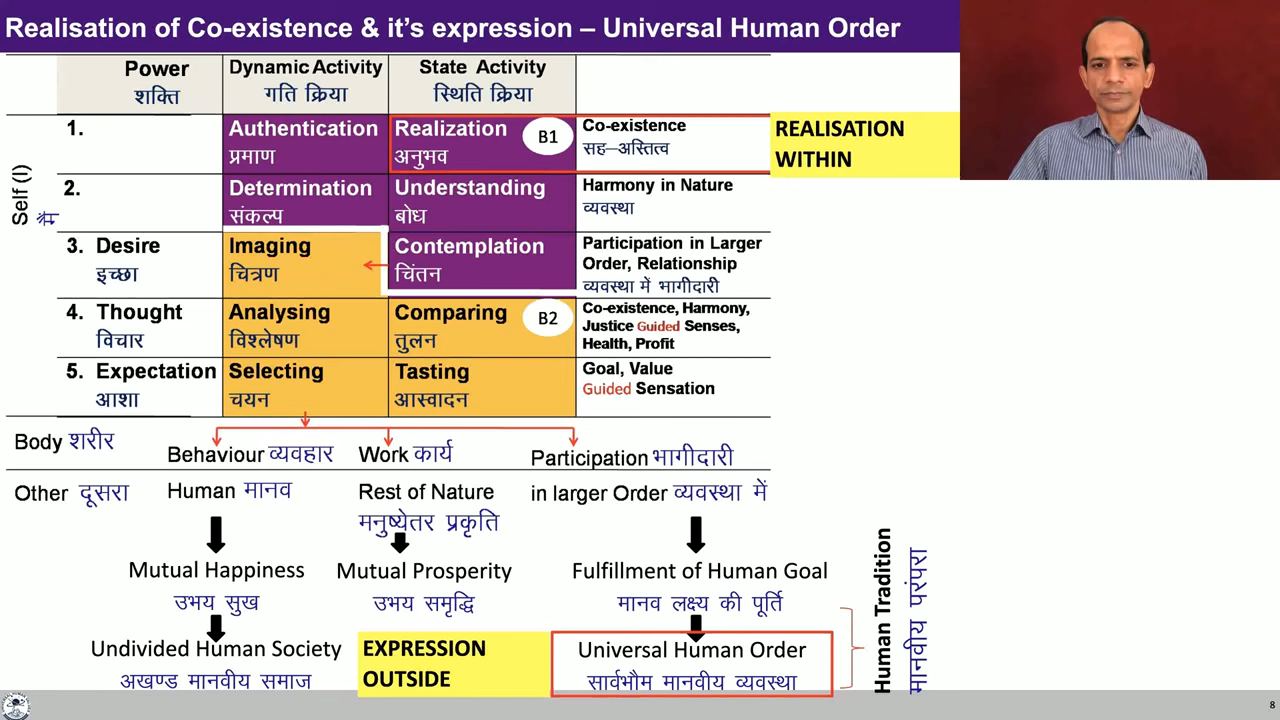 Realisation of Co-existence & it's expression – Universal Human Order
Power
शक्ति
Dynamic Activity
गति क्रिया
State Activity
स्थिति क्रिया
Self (I)
मैं
1.
Authentication
प्रमाण
Realization
अनुभव
B1
Co-existence
सह–अस्तित्व
REALISATION
WITHIN
2.
Determination
संकल्प
Understanding
बोध
Harmony in Nature
व्यवस्था
3. Desire
इच्छा
Imaging
चित्रण
Contemplation
चिंतन
Participation in Larger
Order, Relationship
व्यवस्था में भागीदारी
4. Thought
विचार
Analysing
विश्लेषण
Comparing
तुलन
B2
Co-existence, Harmony,
Justice Guided Senses,
Health, Profit
5. Expectation
आशा
Selecting
चयन
Tasting
आस्वादन
Goal, Value
Guided Sensation
Body शरीर
Behaviour व्यवहार
Work कार्य
Participation भागीदारी
Other दूसरा
Human मानव
Rest of Nature
मनुष्येतर प्रकृति
in larger Order व्यवस्था में
Mutual Happiness
उभय सुख
Mutual Prosperity
उभय समृद्धि
Fulfillment of Human Goal
मानव लक्ष्य की पूर्ति
Undivided Human Society
अखण्ड मानवीय समाज
EXPRESSION
OUTSIDE
Universal Human Order
सार्वभौम मानवीय व्यवस्था
Human Tradition
मानवीय परंपरा
8